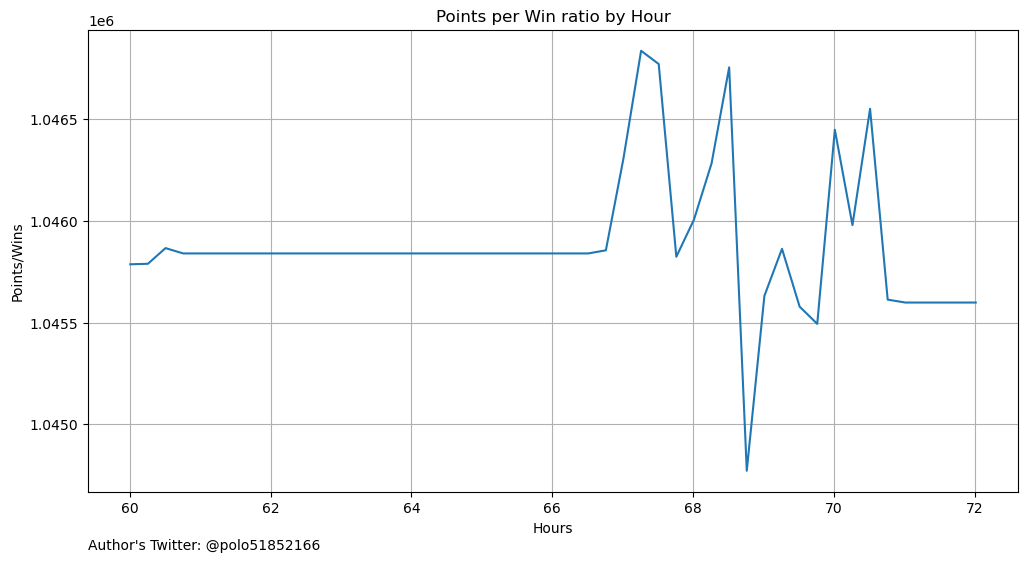 Points per Win ratio by Hour
1e6
1.0465
1.0460
1.0455
1.0450
Points/Wins
60 62 64 66 68 70 72
Hours
Author's Twitter: @polo51852166